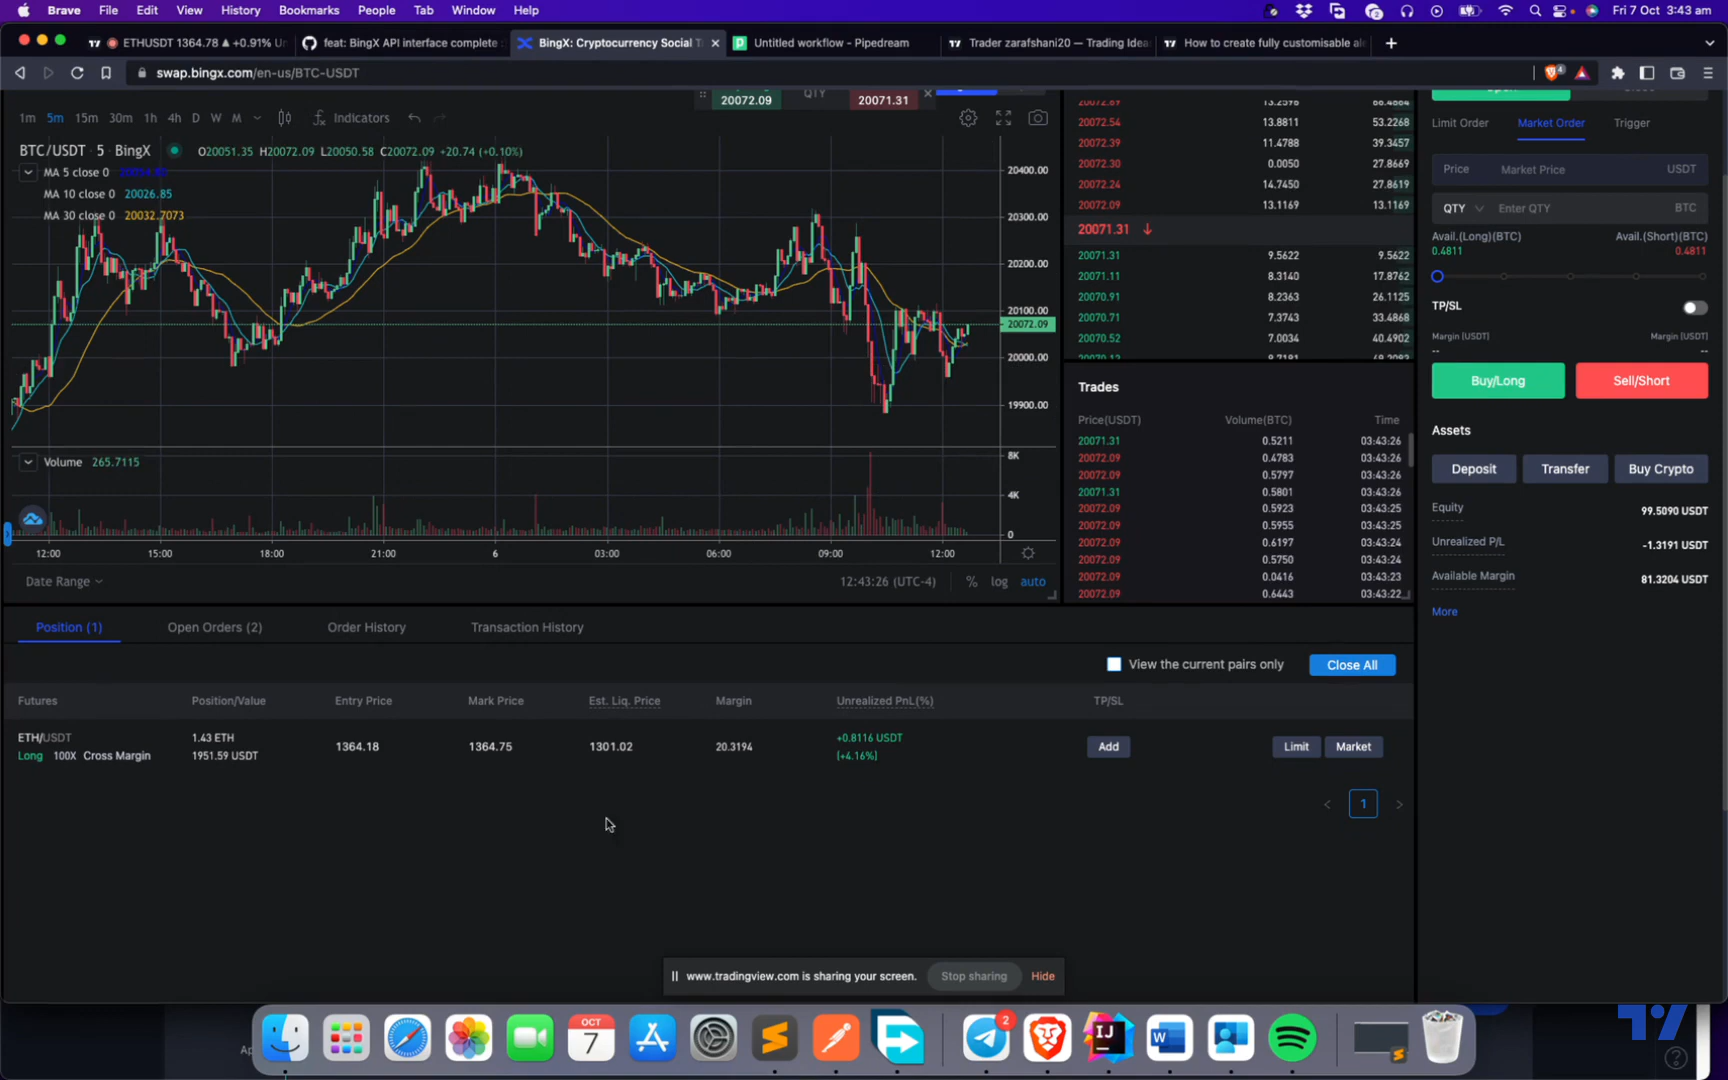 Brave File Edit View History Bookmarks People Tab Window Help Fri 7 Oct 3:43 am
ETHUSDT 1364.78 ▲ +0.91% Un
feat: BingX API interface complete
BingX: Cryptocurrency Social T
Untitled workflow - Pipedream
Trader zarafshani20 — Trading Idea
How to create fully customisable al
swap.bingx.com/en-us/BTC-USDT
4
20072.09 QTY 20071.31
1m 5m 15m 30m 1h 4h D W M Indicators
BTC/USDT · 5 · BingX O20051.35 H20072.09 L20050.58 C20072.09 +20.74 (+0.10%)
MA 5 close 0
MA 10 close 0 20026.85
MA 30 close 0 20032.7073
20400.00
20300.00
20200.00
20100.00
20072.09
20000.00
19900.00
Volume 265.7115
8K
4K
0
12:00 15:00 18:00 21:00 6 03:00 06:00 09:00 12:00
Date Range 12:43:26 (UTC-4) % log auto
20072.54 13.8811 53.2268
20072.39 11.4788 39.3457
20072.30 0.0050 27.8669
20072.24 14.7450 27.8619
20072.09 13.1169 13.1169
20071.31 ↓
20071.31 9.5622 9.5622
20071.11 8.3140 17.8762
20070.91 8.2363 26.1125
20070.71 7.3743 33.4868
20070.52 7.0034 40.4902
Trades
Price(USDT) Volume(BTC) Time
20071.31 0.5211 03:43:26
20072.09 0.4783 03:43:26
20072.09 0.5797 03:43:26
20071.31 0.5801 03:43:26
20072.09 0.5923 03:43:25
20072.09 0.5955 03:43:25
20072.09 0.6197 03:43:24
20072.09 0.5750 03:43:24
20072.09 0.0416 03:43:23
20072.09 0.6443 03:43:22
Limit Order Market Order Trigger
Price Market Price USDT
QTY Enter QTY BTC
Avail.(Long)(BTC) Avail.(Short)(BTC)
0.4811 0.4811
TP/SL
Margin (USDT) Margin (USDT)
-- --
Buy/Long Sell/Short
Assets
Deposit Transfer Buy Crypto
Equity 99.5090 USDT
Unrealized P/L -1.3191 USDT
Available Margin 81.3204 USDT
More
Position (1) Open Orders (2) Order History Transaction History
View the current pairs only Close All
Futures Position/Value Entry Price Mark Price Est. Liq. Price Margin Unrealized PnL(%) TP/SL
ETH/USDT 1.43 ETH 1364.18 1364.75 1301.02 20.3194 +0.8116 USDT Add Limit Market
Long 100X Cross Margin 1951.59 USDT (+4.16%)
< 1 >
www.tradingview.com is sharing your screen. Stop sharing Hide
OCT
7
2